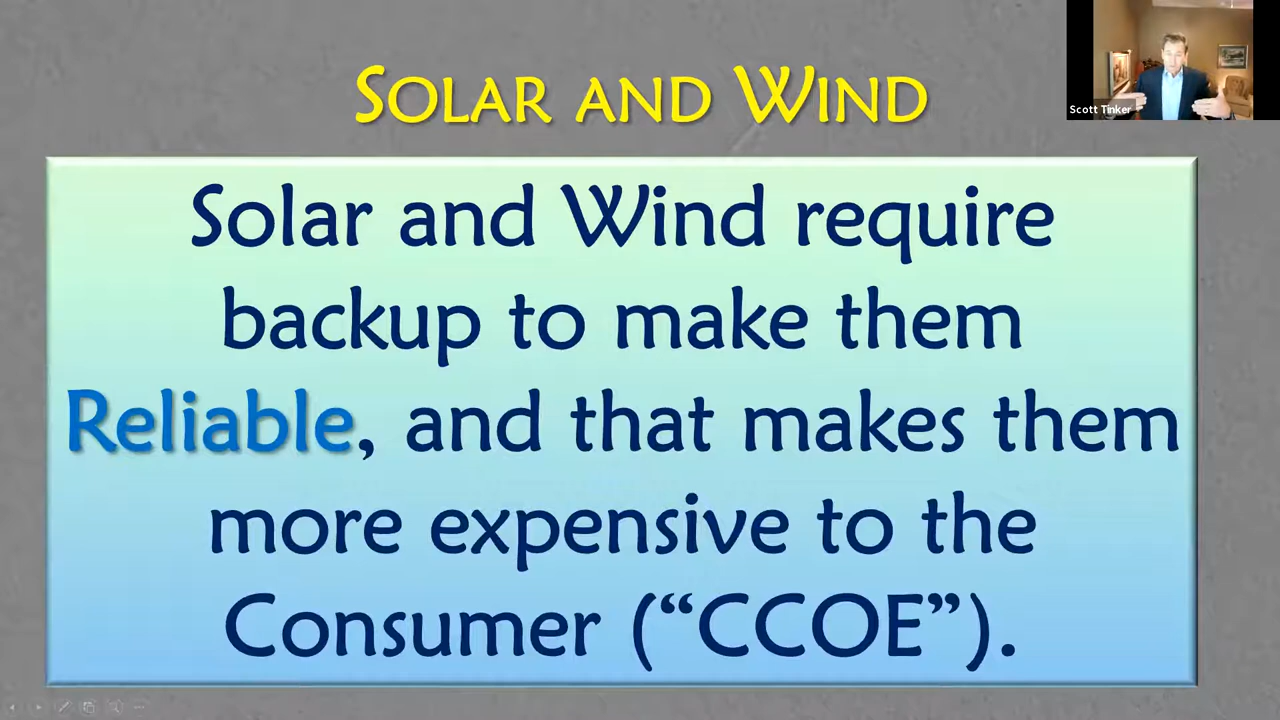 SOLAR AND WIND
Scott Tinker
Solar and Wind require
backup to make them
Reliable, and that makes them
more expensive to the
Consumer (“CCOE”).